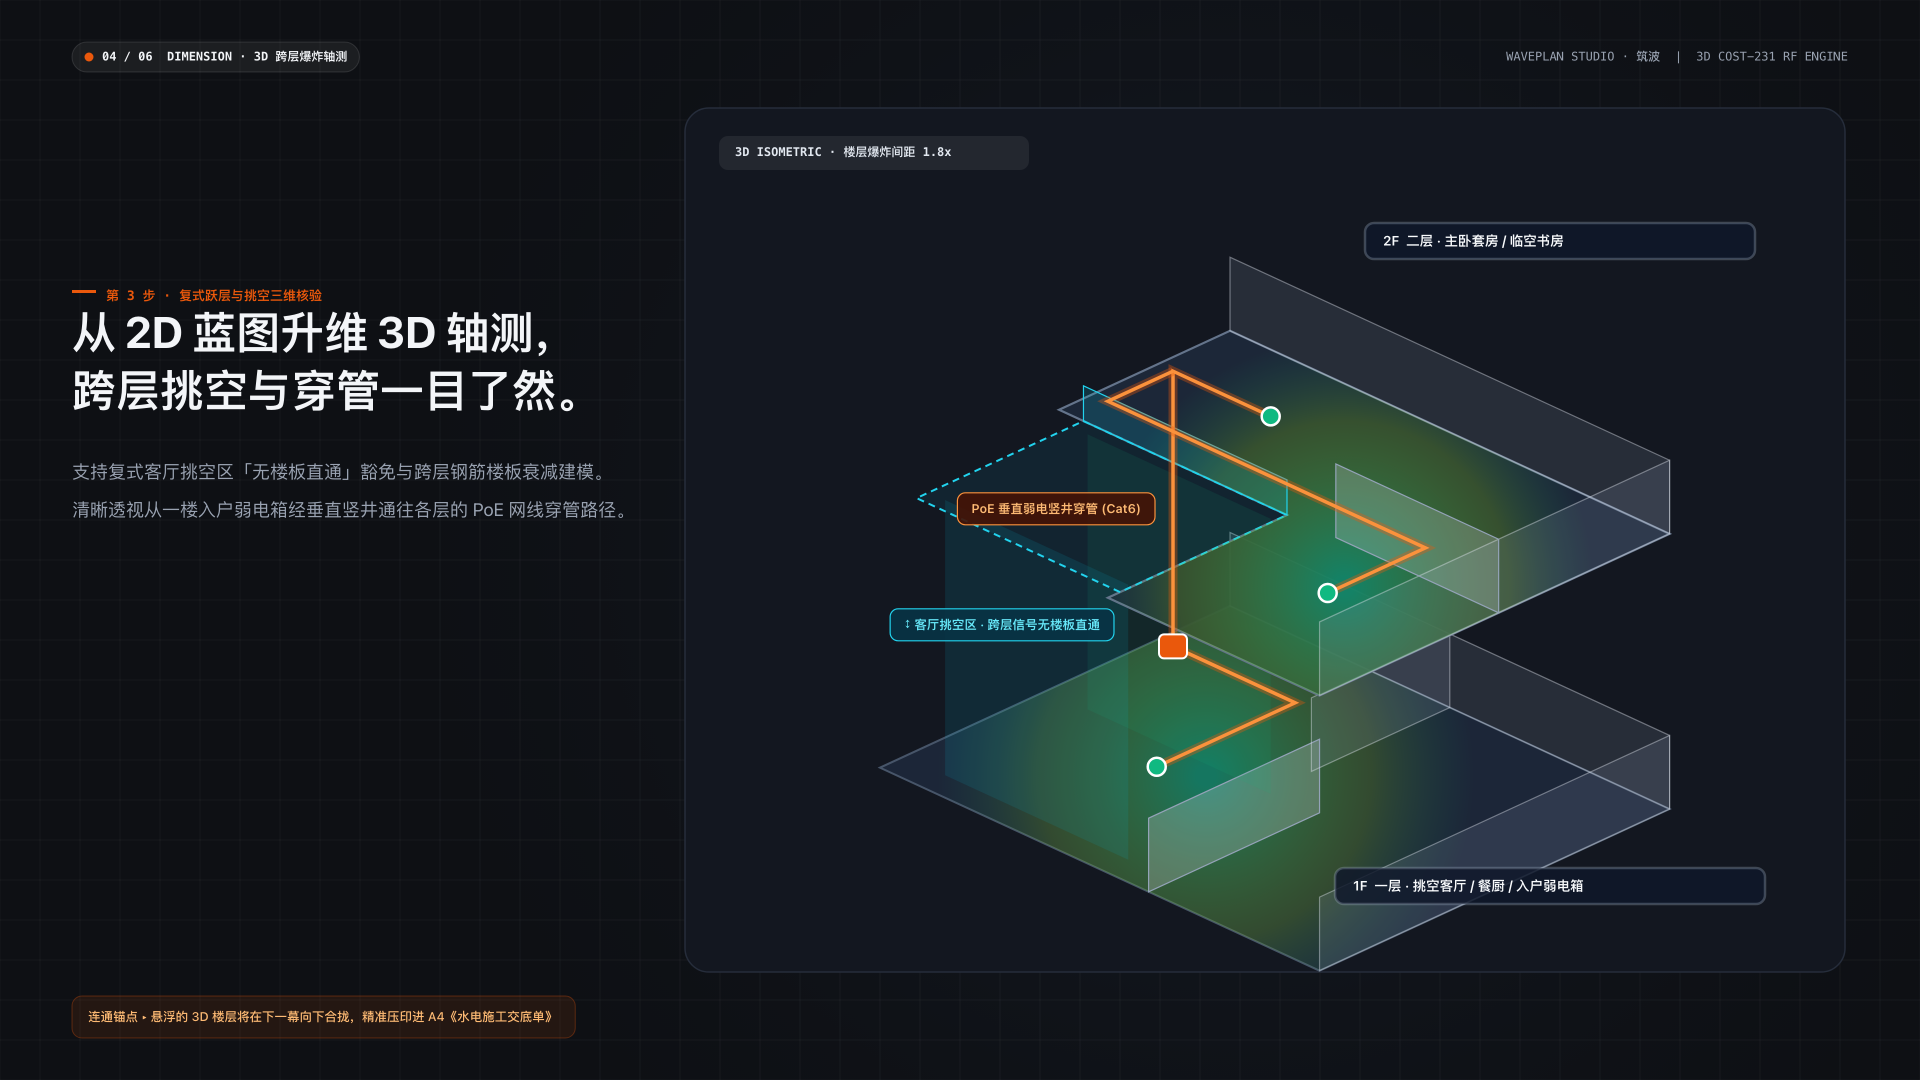 04 / 06 DIMENSION · 3D 跨层爆炸轴测
WAVEPLAN STUDIO · 筑波 | 3D COST-231 RF ENGINE
第 3 步 · 复式跃层与挑空三维核验
从 2D 蓝图升维 3D 轴测，
跨层挑空与穿管一目了然。
支持复式客厅挑空区「无楼板直通」豁免与跨层钢筋楼板衰减建模。
清晰透视从一楼入户弱电箱经垂直竖井通往各层的 PoE 网线穿管路径。
3D ISOMETRIC · 楼层爆炸间距 1.8x
2F 二层 · 主卧套房 / 临空书房
PoE 垂直弱电竖井穿管 (Cat6)
↕ 客厅挑空区 · 跨层信号无楼板直通
1F 一层 · 挑空客厅 / 餐厨 / 入户弱电箱
连通锚点 ▸ 悬浮的 3D 楼层将在下一幕向下合拢，精准压印进 A4《水电施工交底单》